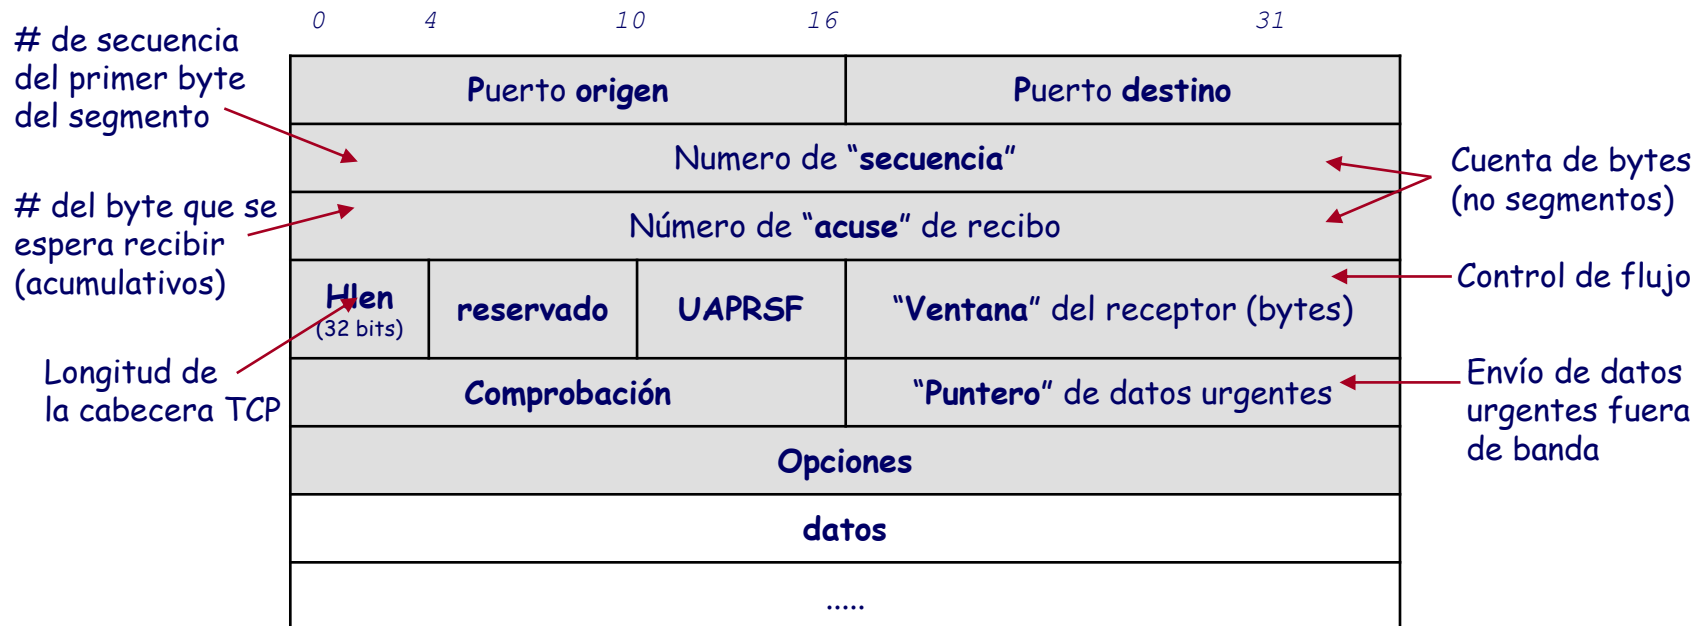 0 4 10 16 31
# de secuencia
del primer byte
del segmento
Puerto origen
Puerto destino
Numero de “secuencia”
Cuenta de bytes
(no segmentos)
# del byte que se
espera recibir
(acumulativos)
Número de “acuse” de recibo
Hlen
(32 bits)
reservado
UAPRSF
“Ventana” del receptor (bytes)
Control de flujo
Longitud de
la cabecera TCP
Comprobación
“Puntero” de datos urgentes
Envío de datos
urgentes fuera
de banda
Opciones
datos
.....